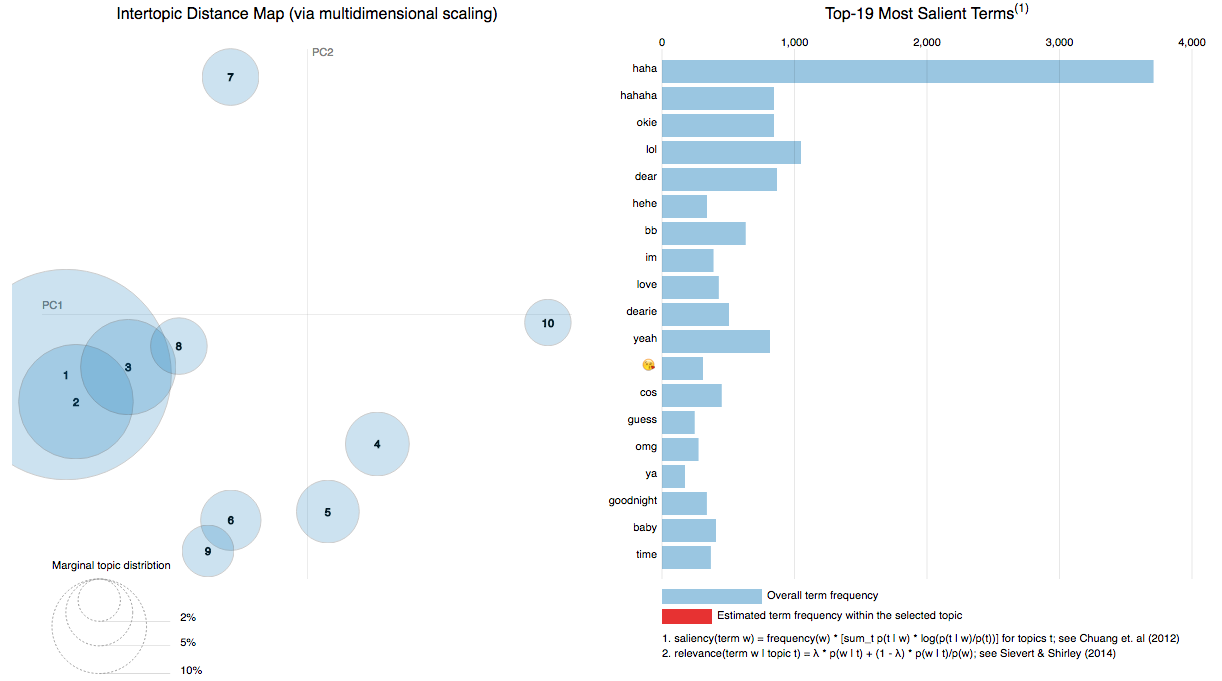 Intertopic Distance Map (via multidimensional scaling)
PC2
7
PC1
8
10
3
1
2
4
5
6
9
Marginal topic distribtion
2%
5%
10%
Top-19 Most Salient Terms(1)
0 1,000 2,000 3,000 4,000
haha
hahaha
okie
lol
dear
hehe
bb
im
love
dearie
yeah
😘
cos
guess
omg
ya
goodnight
baby
time
Overall term frequency
Estimated term frequency within the selected topic
1. saliency(term w) = frequency(w) * [sum_t p(t | w) * log(p(t | w)/p(t))] for topics t; see Chuang et. al (2012)
2. relevance(term w | topic t) = λ * p(w | t) + (1 - λ) * p(w | t)/p(w); see Sievert & Shirley (2014)